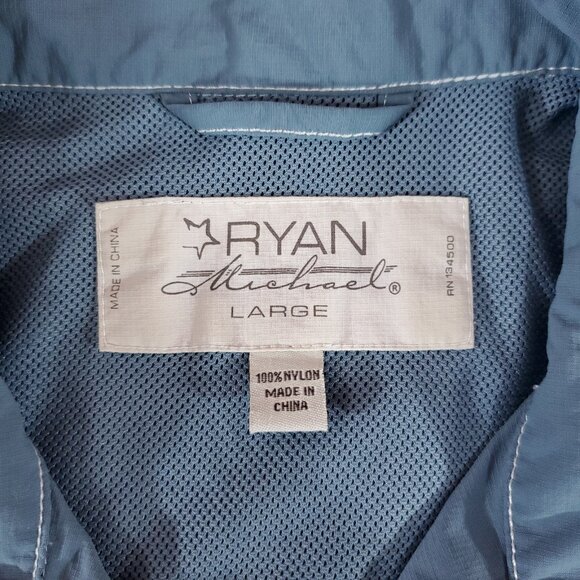 MADE IN CHINA
RYAN
Michael®
LARGE
RN 134500
100% NYLON
MADE IN
CHINA